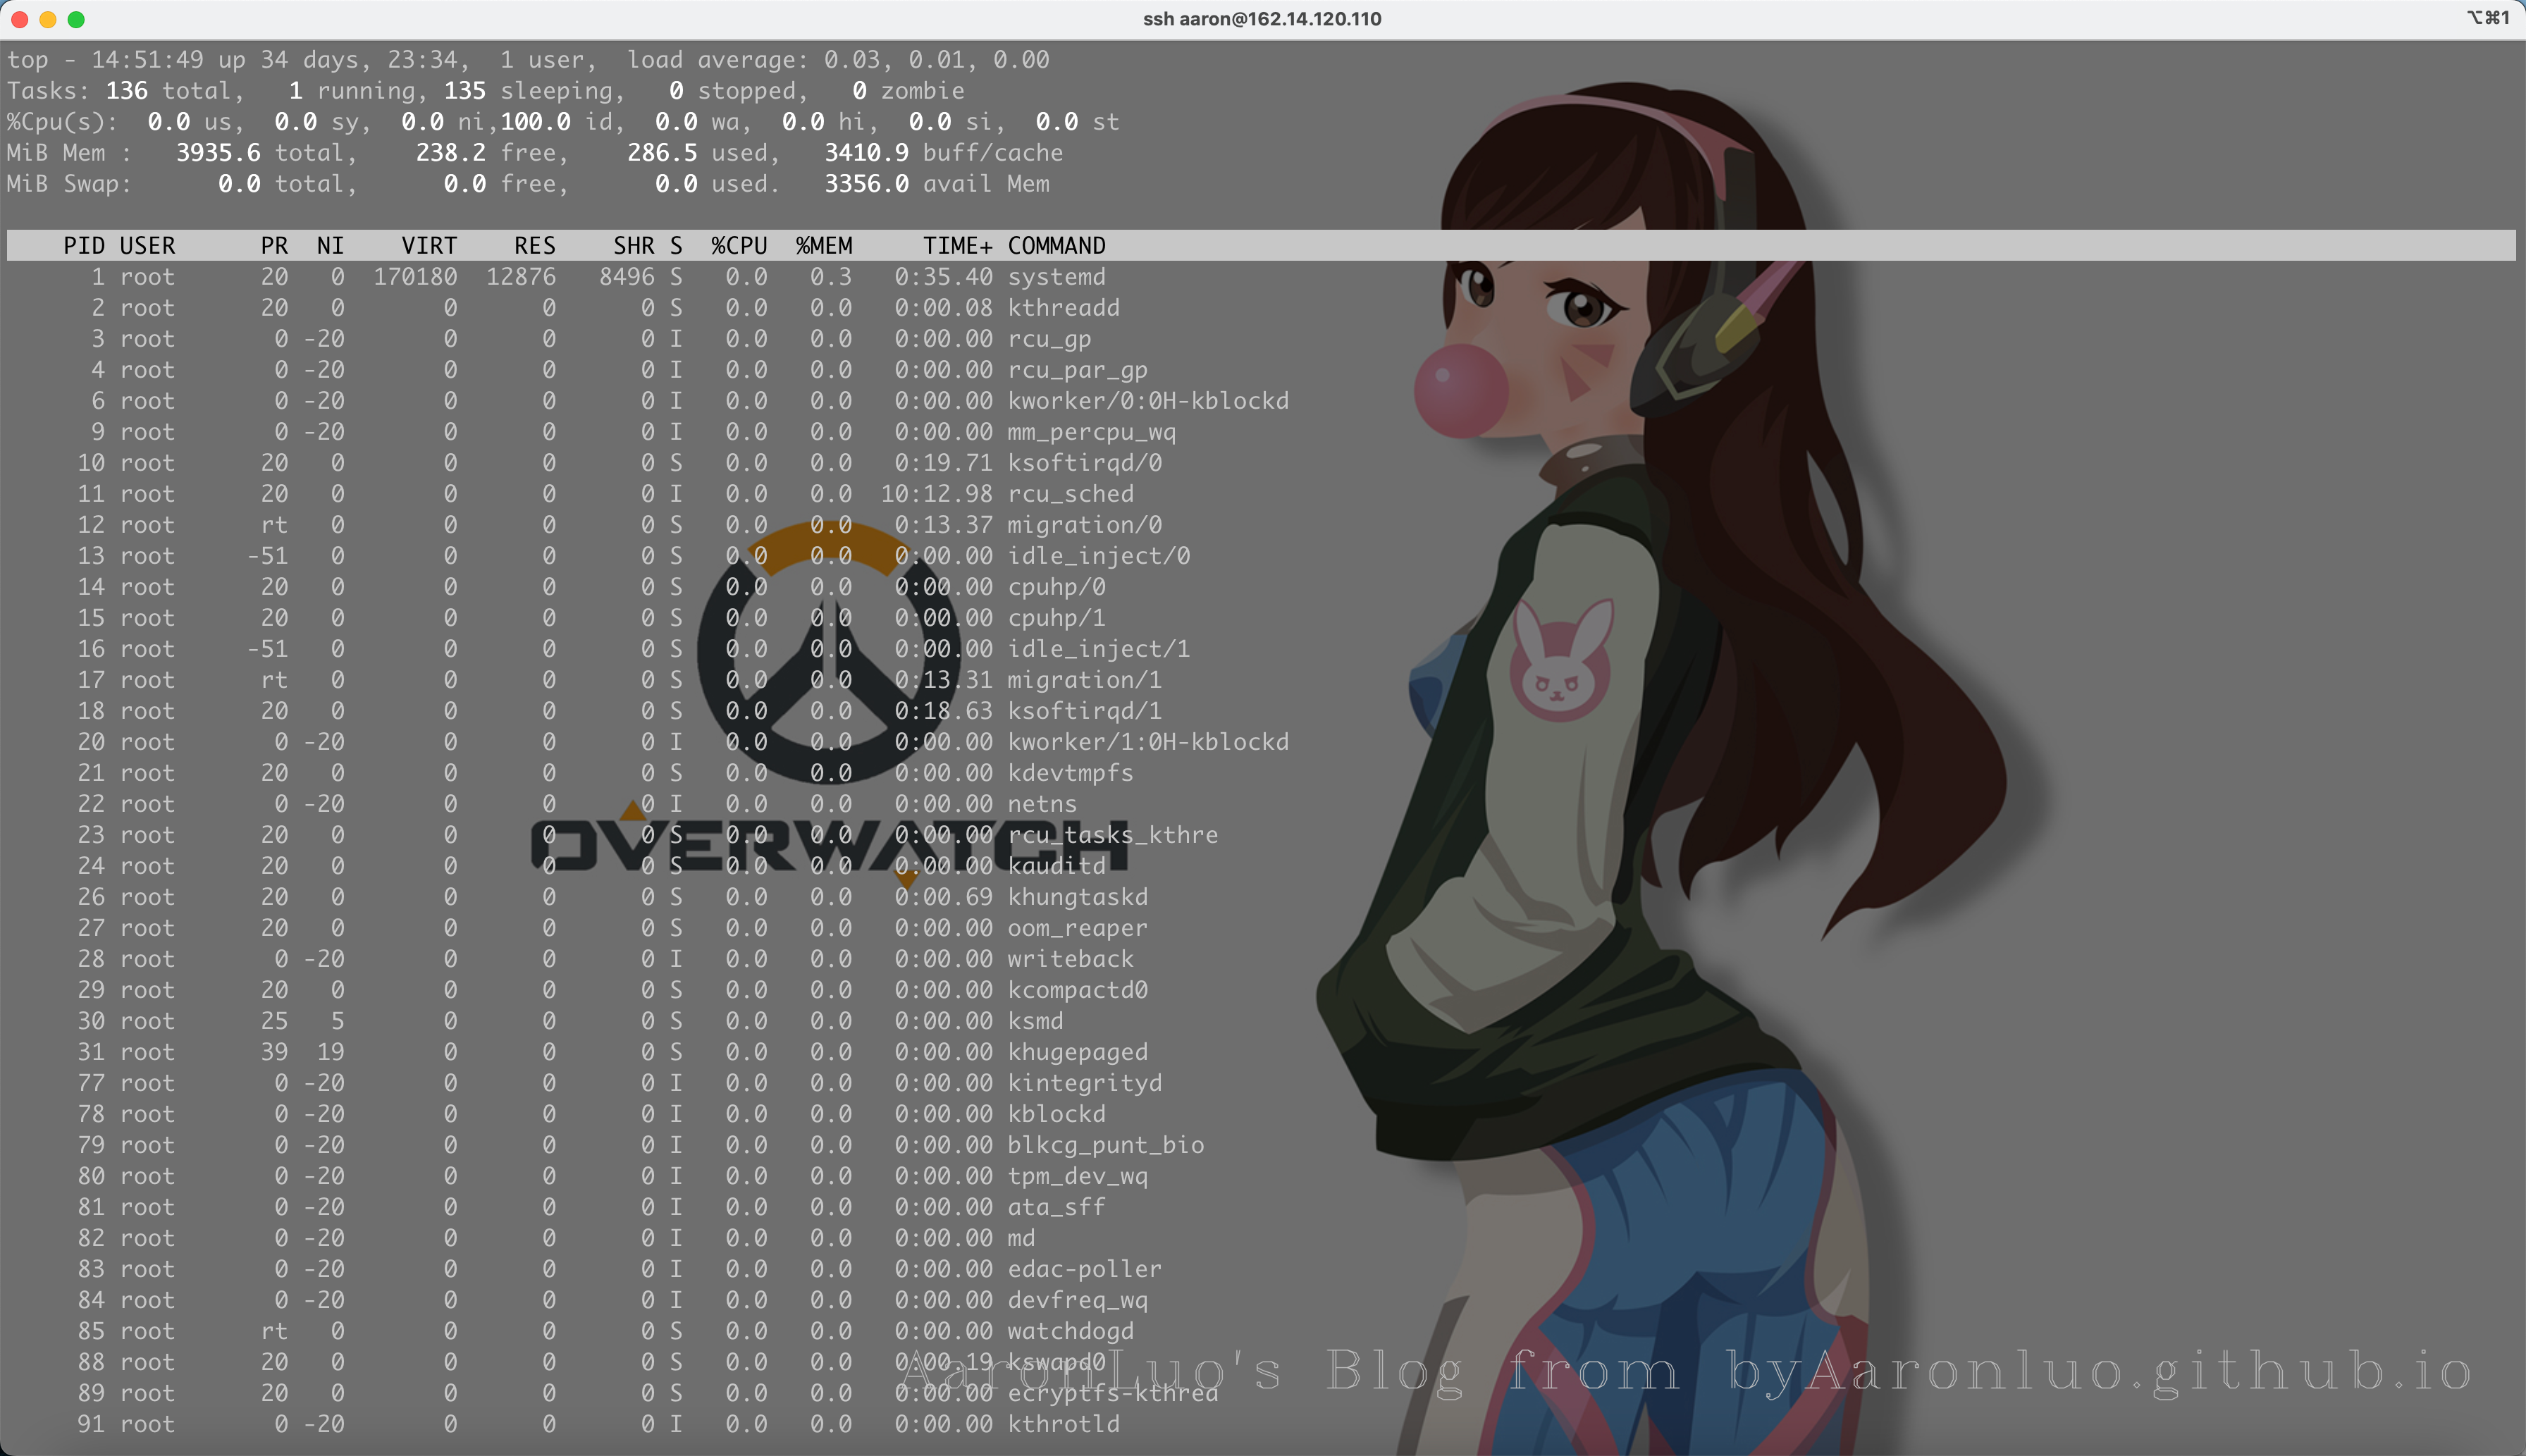 ssh aaron@162.14.120.110
⌥⌘1
top - 14:51:49 up 34 days, 23:34,  1 user,  load average: 0.03, 0.01, 0.00
Tasks: 136 total,   1 running, 135 sleeping,   0 stopped,   0 zombie
%Cpu(s):  0.0 us,  0.0 sy,  0.0 ni,100.0 id,  0.0 wa,  0.0 hi,  0.0 si,  0.0 st
MiB Mem :   3935.6 total,    238.2 free,    286.5 used,   3410.9 buff/cache
MiB Swap:      0.0 total,      0.0 free,      0.0 used.   3356.0 avail Mem
PID USER      PR  NI    VIRT    RES    SHR S  %CPU  %MEM     TIME+ COMMAND
1 root      20   0  170180  12876   8496 S   0.0   0.3   0:35.40 systemd
2 root      20   0       0      0      0 S   0.0   0.0   0:00.08 kthreadd
3 root       0 -20       0      0      0 I   0.0   0.0   0:00.00 rcu_gp
4 root       0 -20       0      0      0 I   0.0   0.0   0:00.00 rcu_par_gp
6 root       0 -20       0      0      0 I   0.0   0.0   0:00.00 kworker/0:0H-kblockd
9 root       0 -20       0      0      0 I   0.0   0.0   0:00.00 mm_percpu_wq
10 root      20   0       0      0      0 S   0.0   0.0   0:19.71 ksoftirqd/0
11 root      20   0       0      0      0 I   0.0   0.0  10:12.98 rcu_sched
12 root      rt   0       0      0      0 S   0.0   0.0   0:13.37 migration/0
13 root     -51   0       0      0      0 S   0.0   0.0   0:00.00 idle_inject/0
14 root      20   0       0      0      0 S   0.0   0.0   0:00.00 cpuhp/0
15 root      20   0       0      0      0 S   0.0   0.0   0:00.00 cpuhp/1
16 root     -51   0       0      0      0 S   0.0   0.0   0:00.00 idle_inject/1
17 root      rt   0       0      0      0 S   0.0   0.0   0:13.31 migration/1
18 root      20   0       0      0      0 S   0.0   0.0   0:18.63 ksoftirqd/1
20 root       0 -20       0      0      0 I   0.0   0.0   0:00.00 kworker/1:0H-kblockd
21 root      20   0       0      0      0 S   0.0   0.0   0:00.00 kdevtmpfs
22 root       0 -20       0      0      0 I   0.0   0.0   0:00.00 netns
23 root      20   0       0      0      0 S   0.0   0.0   0:00.00 rcu_tasks_kthre
OVERWATCH
24 root      20   0       0      0      0 S   0.0   0.0   0:00.00 kauditd
26 root      20   0       0      0      0 S   0.0   0.0   0:00.69 khungtaskd
27 root      20   0       0      0      0 S   0.0   0.0   0:00.00 oom_reaper
28 root       0 -20       0      0      0 I   0.0   0.0   0:00.00 writeback
29 root      20   0       0      0      0 S   0.0   0.0   0:00.00 kcompactd0
30 root      25   5       0      0      0 S   0.0   0.0   0:00.00 ksmd
31 root      39  19       0      0      0 S   0.0   0.0   0:00.00 khugepaged
77 root       0 -20       0      0      0 I   0.0   0.0   0:00.00 kintegrityd
78 root       0 -20       0      0      0 I   0.0   0.0   0:00.00 kblockd
79 root       0 -20       0      0      0 I   0.0   0.0   0:00.00 blkcg_punt_bio
80 root       0 -20       0      0      0 I   0.0   0.0   0:00.00 tpm_dev_wq
81 root       0 -20       0      0      0 I   0.0   0.0   0:00.00 ata_sff
82 root       0 -20       0      0      0 I   0.0   0.0   0:00.00 md
83 root       0 -20       0      0      0 I   0.0   0.0   0:00.00 edac-poller
84 root       0 -20       0      0      0 I   0.0   0.0   0:00.00 devfreq_wq
85 root      rt   0       0      0      0 S   0.0   0.0   0:00.00 watchdogd
88 root      20   0       0      0      0 S   0.0   0.0   0:00.19 kswapd0
AaronLuo's Blog from byAaronluo.github.io
89 root      20   0       0      0      0 S   0.0   0.0   0:00.00 ecryptfs-kthrea
91 root       0 -20       0      0      0 I   0.0   0.0   0:00.00 kthrotld